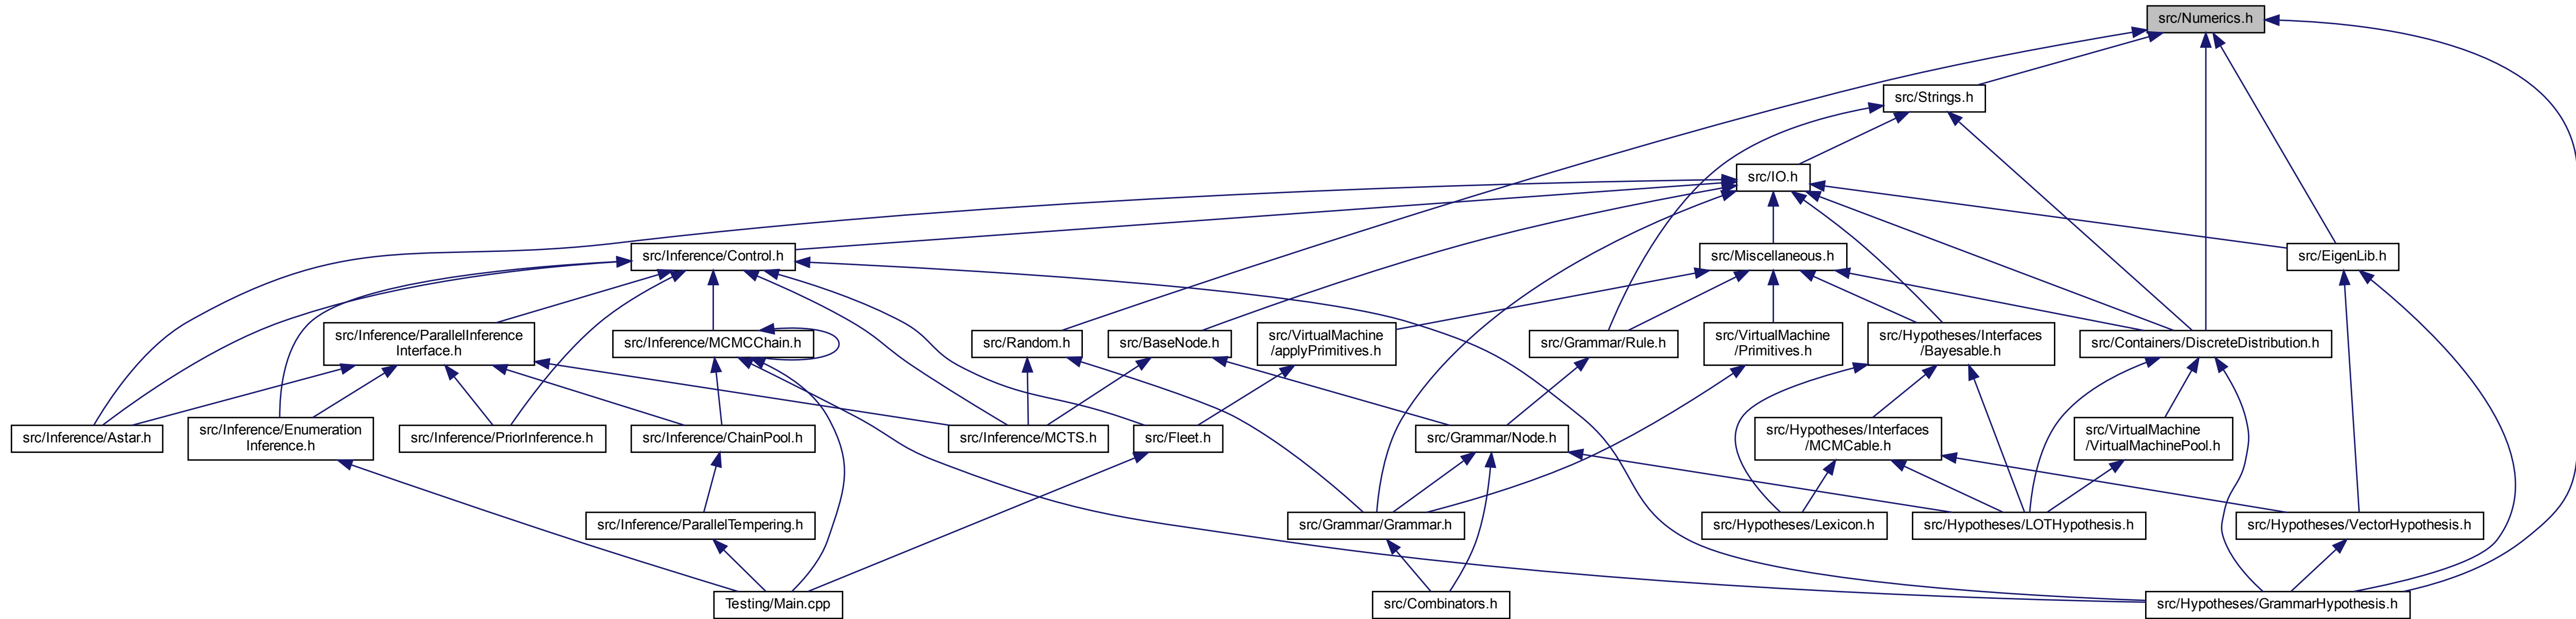 src/Numerics.h
src/Strings.h
src/IO.h
src/Inference/Control.h
src/Miscellaneous.h
src/EigenLib.h
src/Inference/ParallelInference
Interface.h
src/Inference/MCMCChain.h
src/Random.h
src/BaseNode.h
src/VirtualMachine
/applyPrimitives.h
src/Grammar/Rule.h
src/VirtualMachine
/Primitives.h
src/Hypotheses/Interfaces
/Bayesable.h
src/Containers/DiscreteDistribution.h
src/Inference/Astar.h
src/Inference/Enumeration
Inference.h
src/Inference/PriorInference.h
src/Inference/ChainPool.h
src/Inference/MCTS.h
src/Fleet.h
src/Grammar/Node.h
src/Hypotheses/Interfaces
/MCMCable.h
src/VirtualMachine
/VirtualMachinePool.h
src/Inference/ParallelTempering.h
src/Grammar/Grammar.h
src/Hypotheses/Lexicon.h
src/Hypotheses/LOTHypothesis.h
src/Hypotheses/VectorHypothesis.h
Testing/Main.cpp
src/Combinators.h
src/Hypotheses/GrammarHypothesis.h